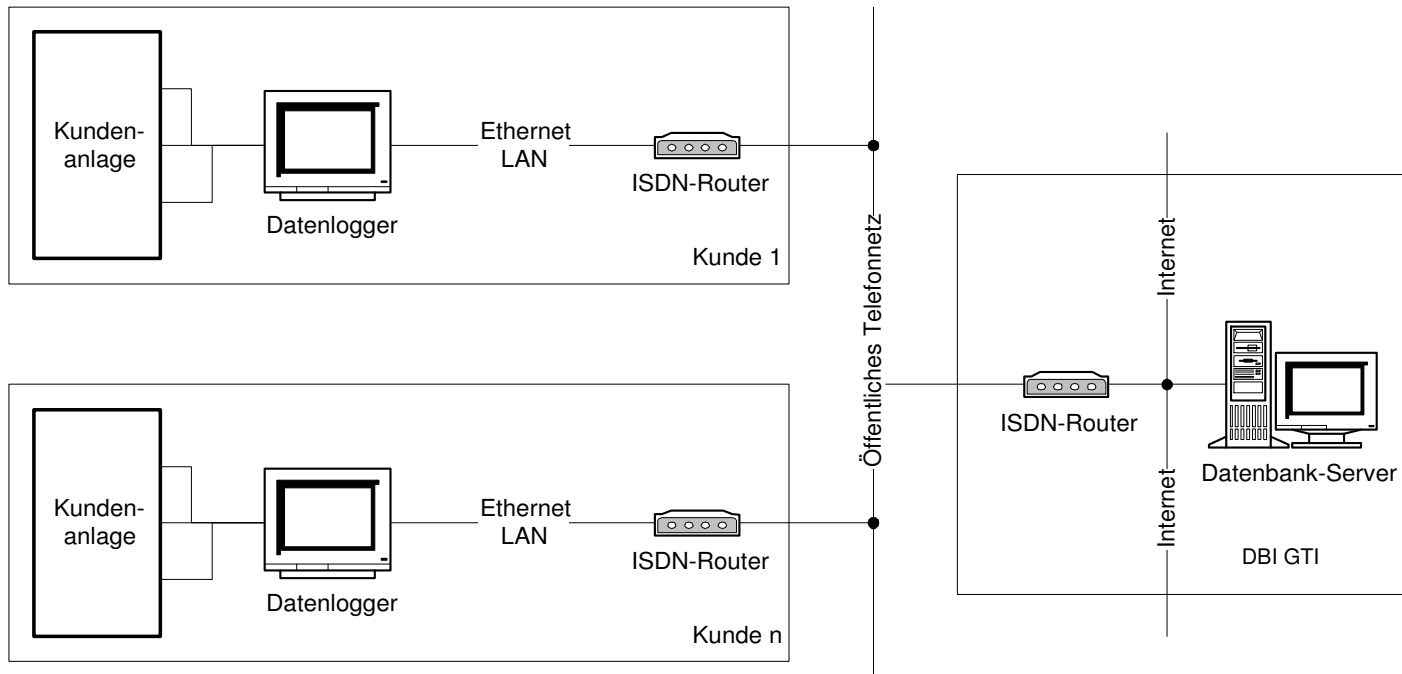 Kunden-
anlage
Datenlogger
Ethernet
LAN
ISDN-Router
Kunde 1
Kunden-
anlage
Datenlogger
Ethernet
LAN
ISDN-Router
Kunde n
Öffentliches Telefonnetz
Internet
ISDN-Router
Datenbank-Server
Internet
DBI GTI